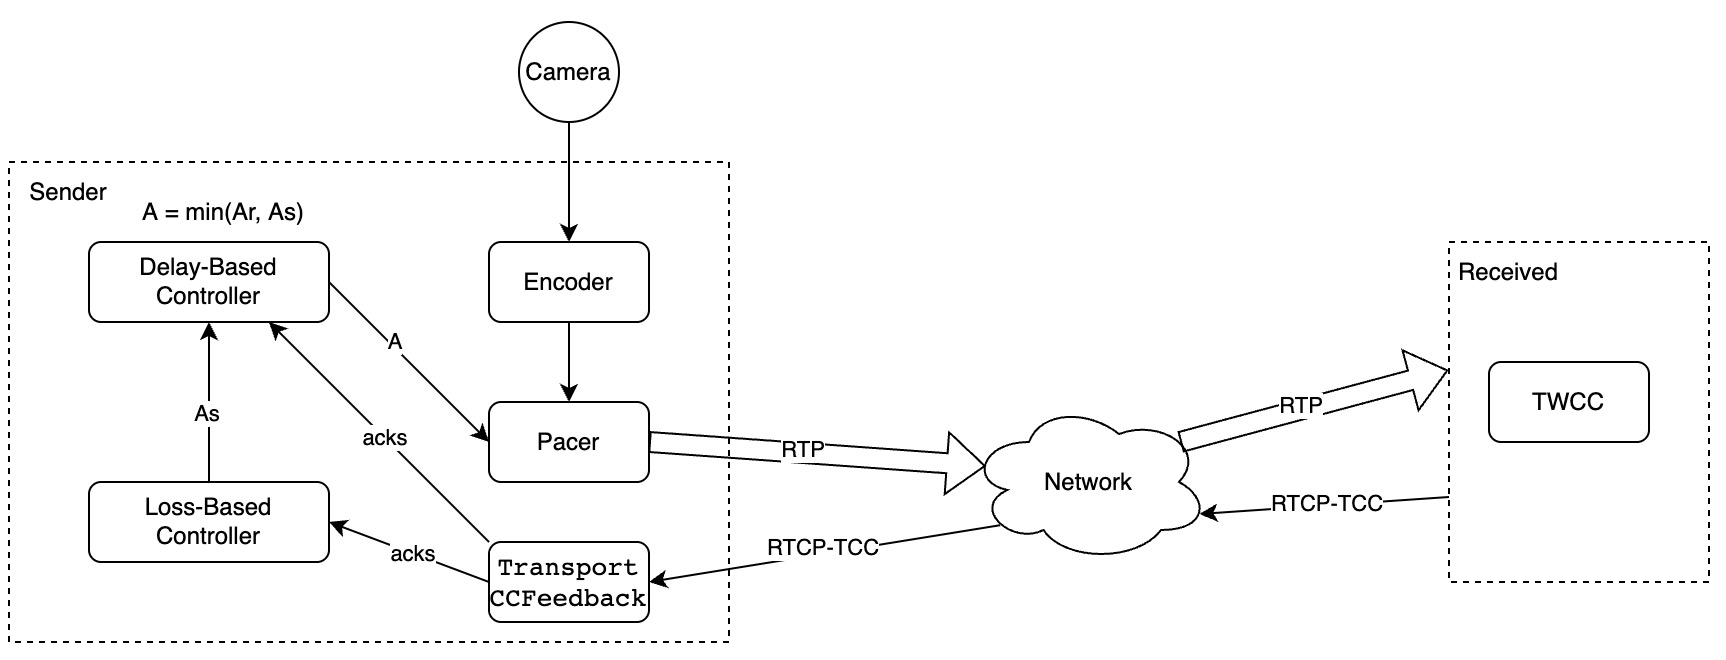 Camera
Sender
A = min(Ar, As)
Delay-Based
Controller
Encoder
Received
A
TWCC
RTP
As
acks
Pacer
RTP
Network
Loss-Based
Controller
RTCP-TCC
acks
RTCP-TCC
Transport
CCFeedback